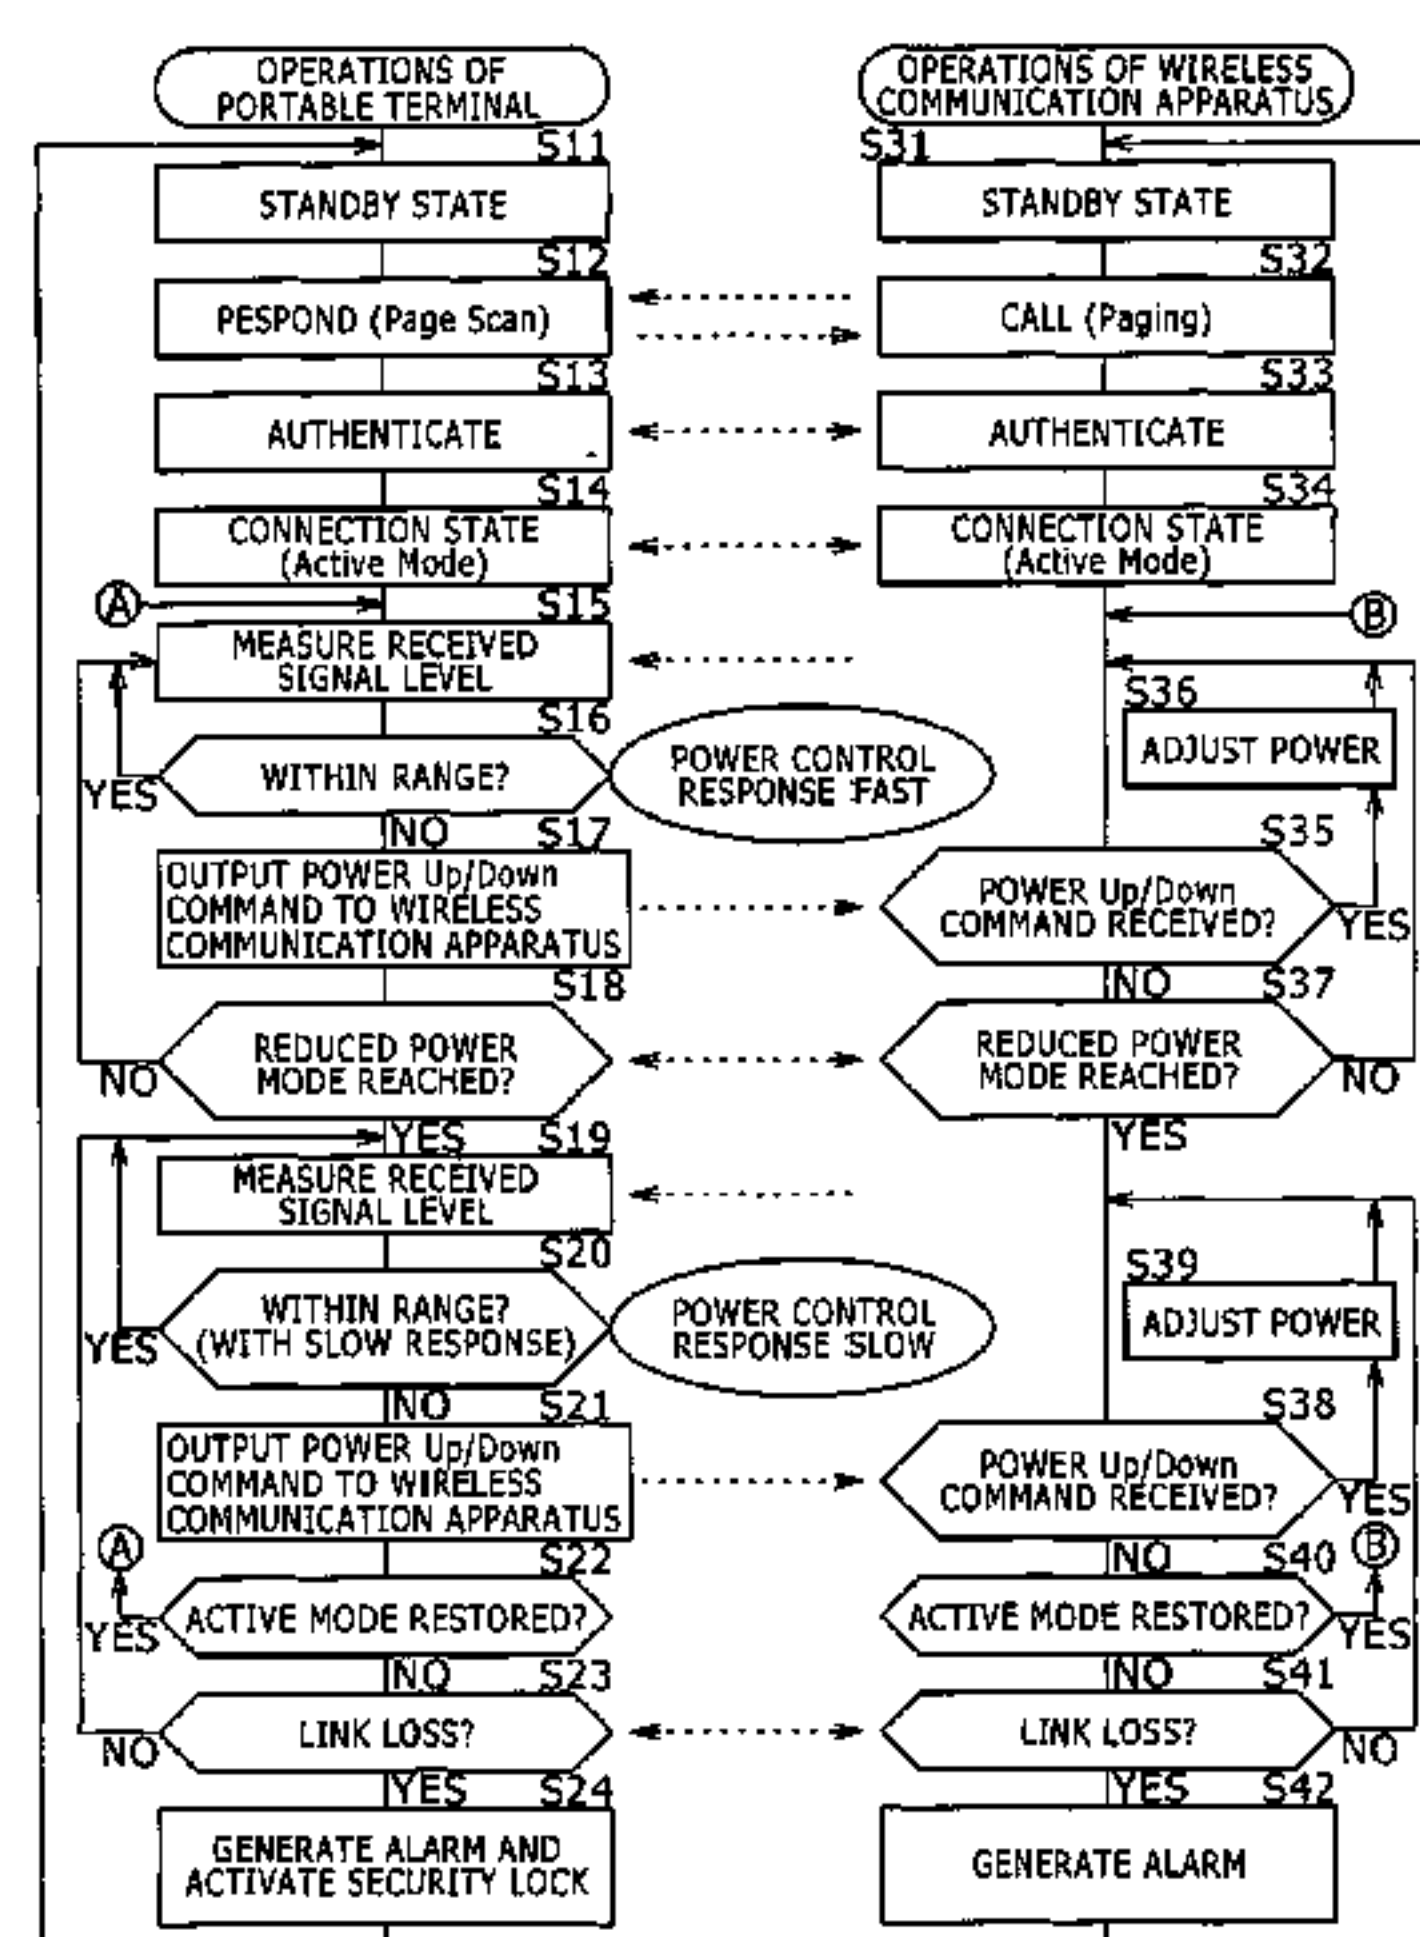 OPERATIONS OF
PORTABLE TERMINAL
S11
STANDBY STATE
S12
PESPOND (Page Scan)
S13
AUTHENTICATE
S14
CONNECTION STATE
(Active Mode)
A
S15
MEASURE RECEIVED
SIGNAL LEVEL
S16
WITHIN RANGE?
YES
NO
POWER CONTROL
RESPONSE :FAST
S17
OUTPUT POWER Up/Down
COMMAND TO WIRELESS
COMMUNICATION APPARATUS
S18
REDUCED POWER
MODE REACHED?
NO
YES
S19
MEASURE RECEIVED
SIGNAL LEVEL
S20
WITHIN RANGE?
(WITH SLOW RESPONSE)
YES
NO
POWER CONTROL
RESPONSE :SLOW
S21
OUTPUT POWER Up/Down
COMMAND TO WIRELESS
COMMUNICATION APPARATUS
A
S22
ACTIVE MODE RESTORED?
YES
NO
S23
LINK LOSS?
NO
YES
S24
GENERATE ALARM AND
ACTIVATE SECURITY LOCK
OPERATIONS OF WIRELESS
COMMUNICATION APPARATUS
S31
STANDBY STATE
S32
CALL (Paging)
S33
AUTHENTICATE
S34
CONNECTION STATE
(Active Mode)
B
S36
ADJUST POWER
S35
POWER Up/Down
COMMAND RECEIVED?
YES
NO
S37
REDUCED POWER
MODE REACHED?
NO
YES
S39
ADJUST POWER
S38
POWER Up/Down
COMMAND RECEIVED?
YES
NO
S40
B
ACTIVE MODE RESTORED?
YES
NO
S41
LINK LOSS?
NO
YES
S42
GENERATE ALARM